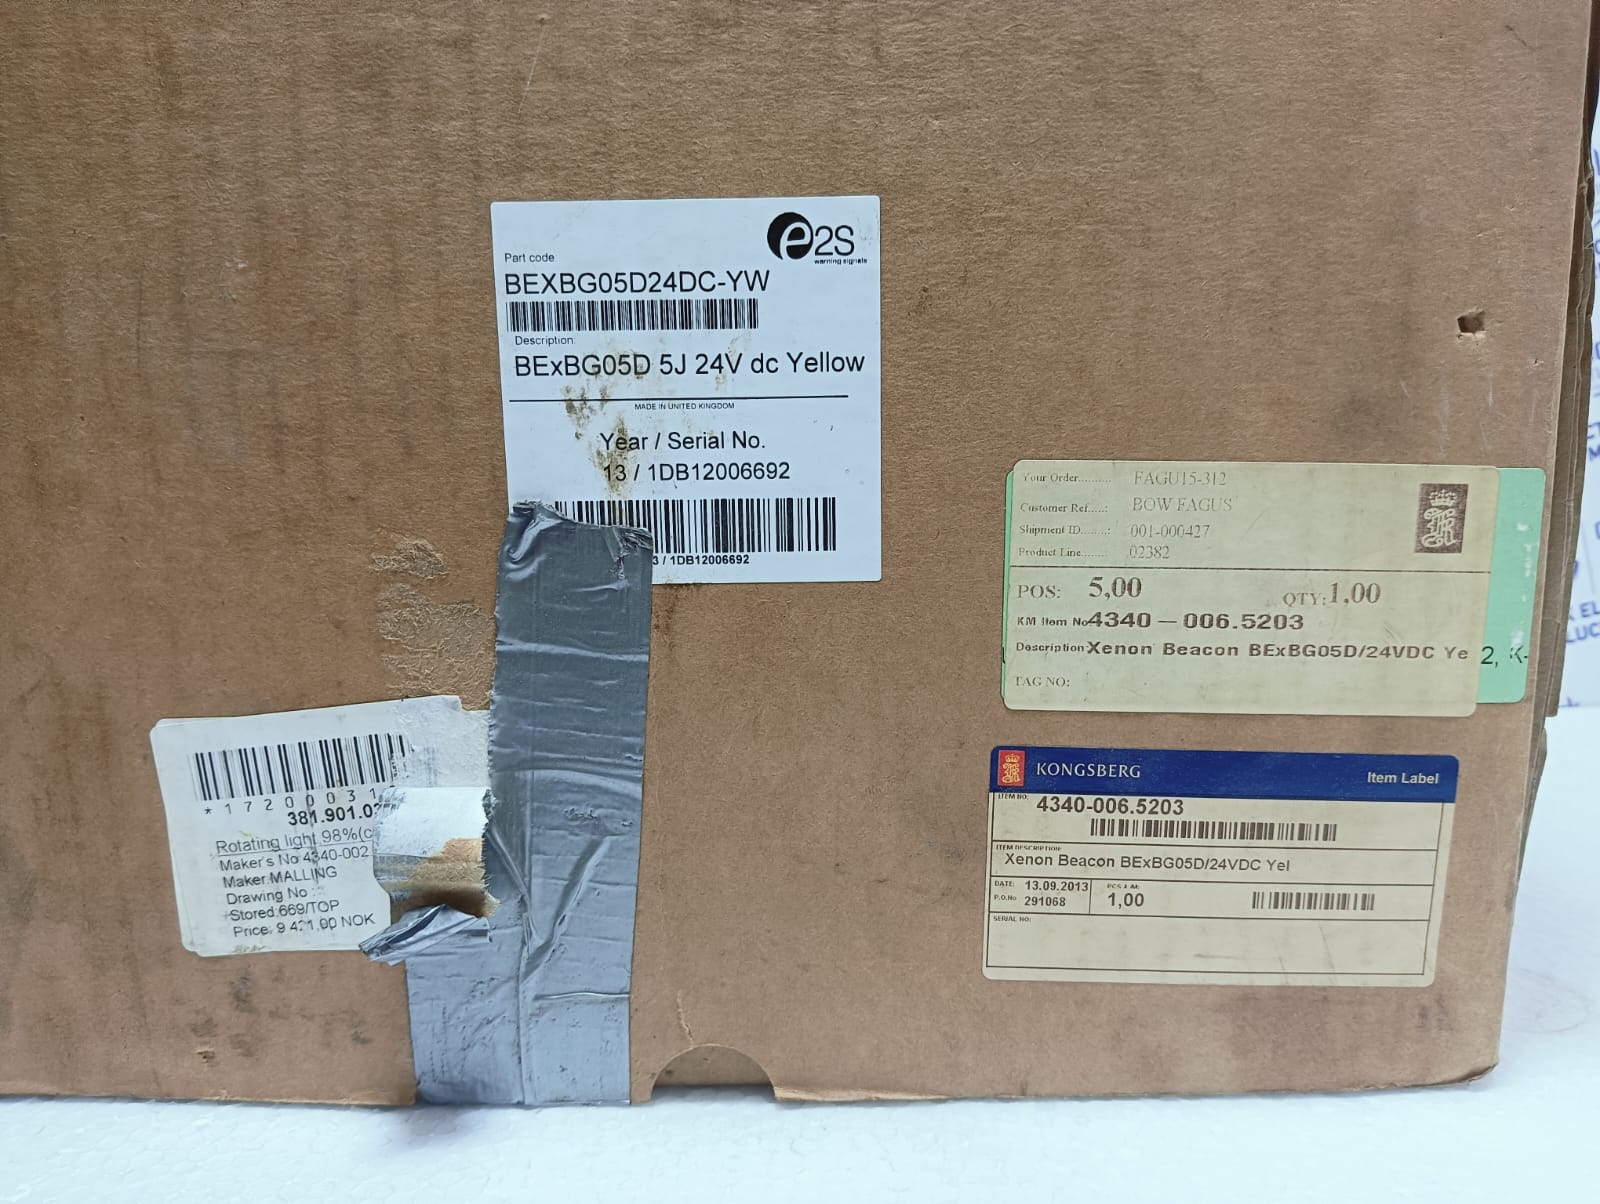 e2S
warning signals
Part code
BEXBG05D24DC-YW
Description:
BExBG05D 5J 24V dc Yellow
MADE IN UNITED KINGDOM
Year / Serial No.
13 / 1DB12006692
3 / 1DB12006692
Your Order.......... FAGU15-312
Customer Ref.....: BOW FAGUS
Shipment ID.......: 001-000427
Product Line.......: 02382
POS: 5,00 QTY:1,00
KM Item No 4340 — 006.5203
Description Xenon Beacon BExBG05D/24VDC Ye
TAG NO:
2, K-
KONGSBERG Item Label
ITEM NO: 4340-006.5203
ITEM DESCRIPTION:
Xenon Beacon BExBG05D/24VDC Yel
DATE: 13.09.2013
P.O.No 291068 1,00
SERIAL NO:
*1720031
381.901.0
Rotating light 98%(c
Maker's No 4340-002
Maker MALLING
Drawing No :
Stored:669/TOP
Price. 9 421,00 NOK